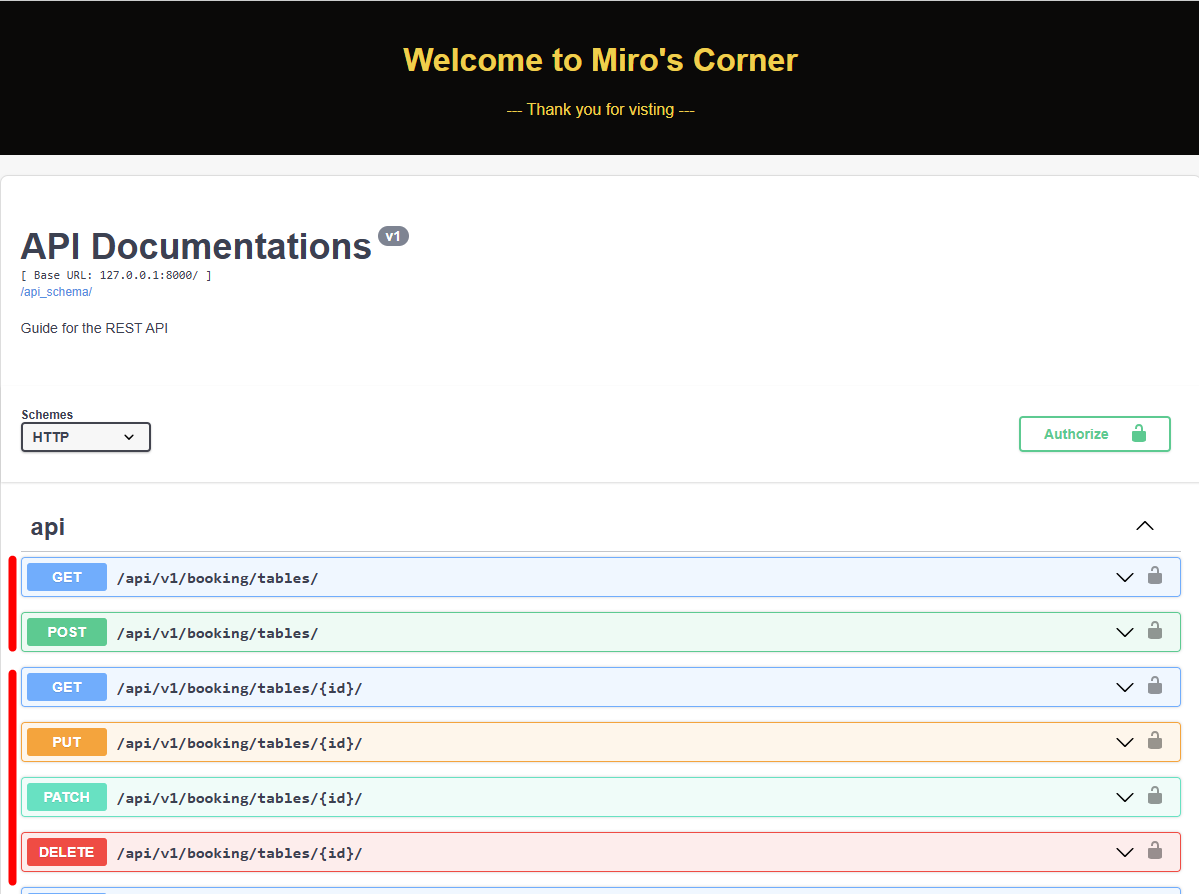 Welcome to Miro's Corner
--- Thank you for visting ---
API Documentations v1
[ Base URL: 127.0.0.1:8000/ ]
/api_schema/
Guide for the REST API
Schemes
HTTP
Authorize
api
GET /api/v1/booking/tables/
POST /api/v1/booking/tables/
GET /api/v1/booking/tables/{id}/
PUT /api/v1/booking/tables/{id}/
PATCH /api/v1/booking/tables/{id}/
DELETE /api/v1/booking/tables/{id}/